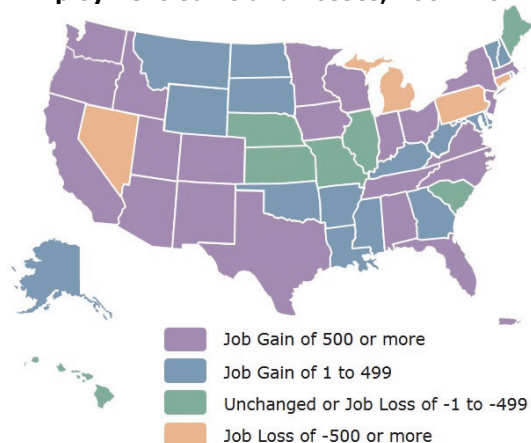 Job Gain of 500 or more
Job Gain of 1 to 499
Unchanged or Job Loss of -1 to -499
Job Loss of -500 or more